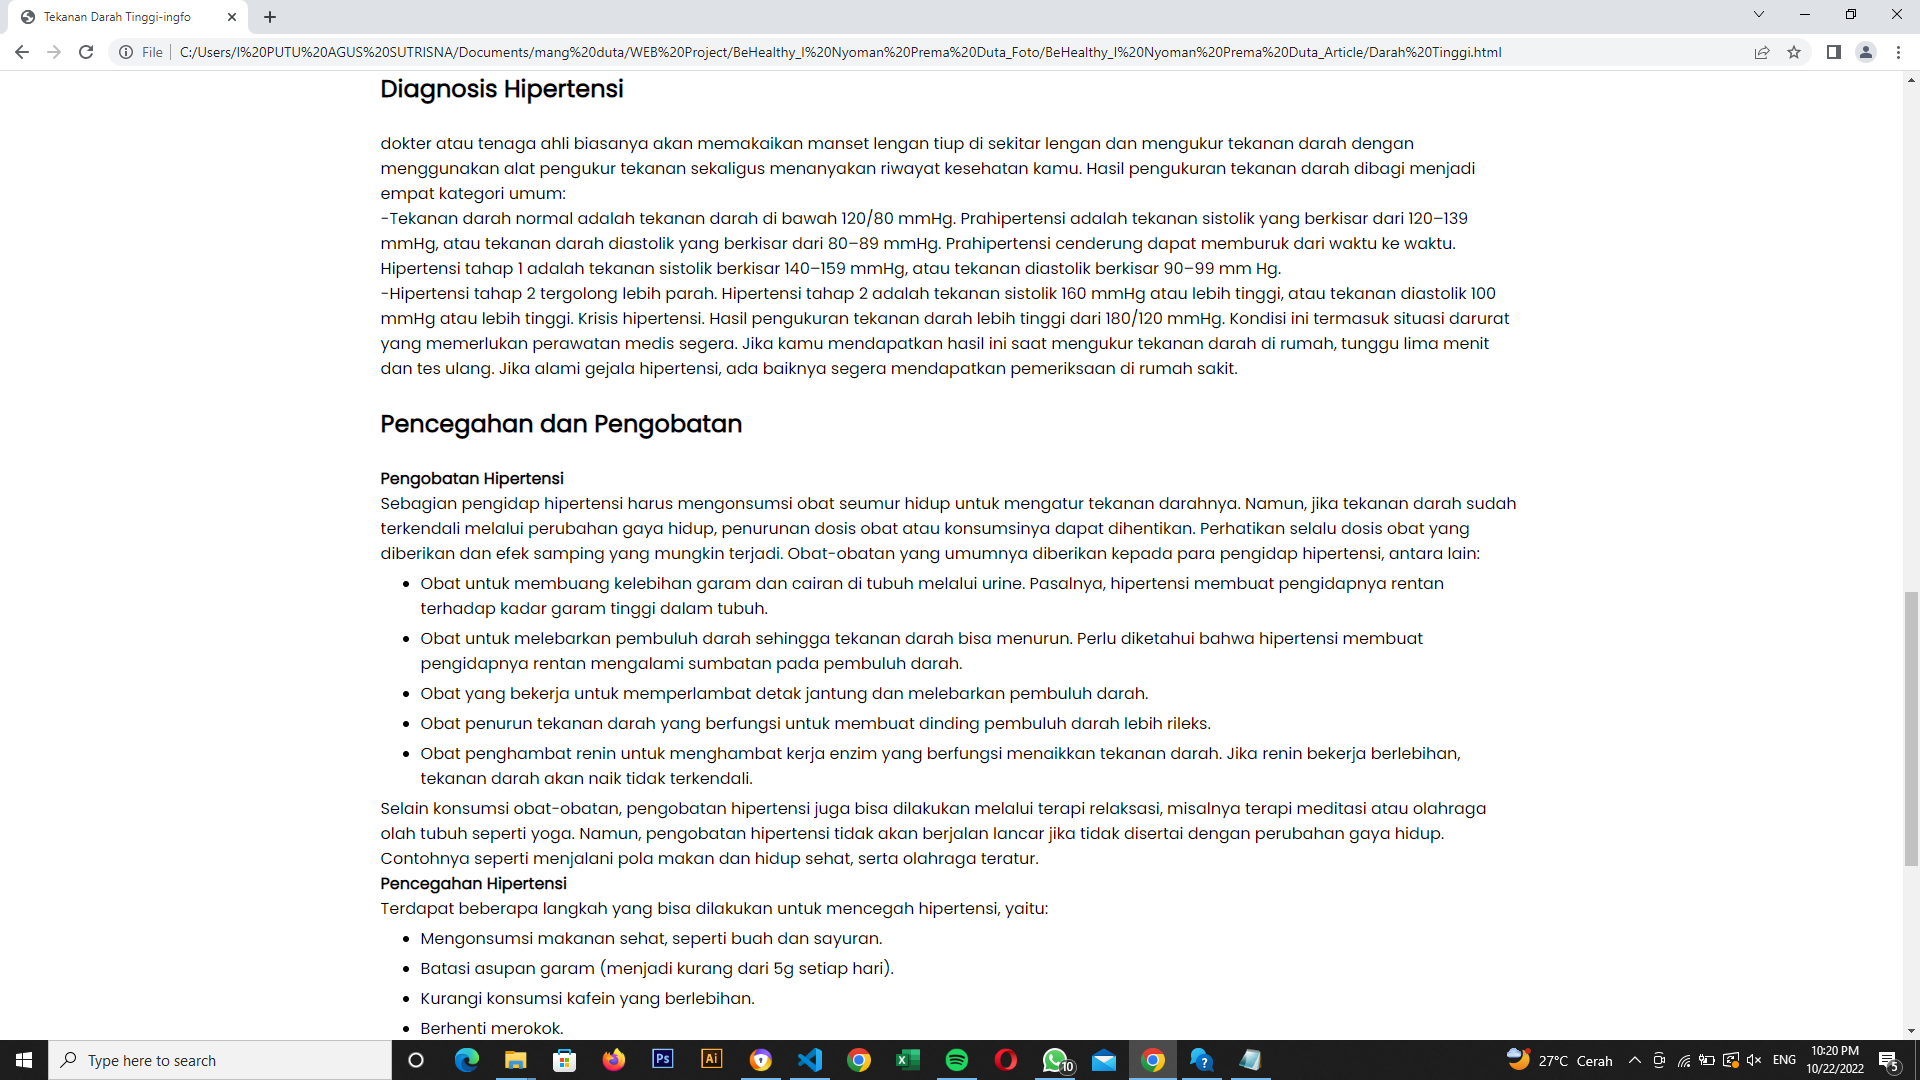 Tekanan Darah Tinggi-ingfo
File
C:/Users/I%20PUTU%20AGUS%20SUTRISNA/Documents/mang%20duta/WEB%20Project/BeHealthy_I%20Nyoman%20Prema%20Duta_Foto/BeHealthy_I%20Nyoman%20Prema%20Duta_Article/Darah%20Tinggi.html
Diagnosis Hipertensi
dokter atau tenaga ahli biasanya akan memakaikan manset lengan tiup di sekitar lengan dan mengukur tekanan darah dengan
menggunakan alat pengukur tekanan sekaligus menanyakan riwayat kesehatan kamu. Hasil pengukuran tekanan darah dibagi menjadi
empat kategori umum:
-Tekanan darah normal adalah tekanan darah di bawah 120/80 mmHg. Prahipertensi adalah tekanan sistolik yang berkisar dari 120–139
mmHg, atau tekanan darah diastolik yang berkisar dari 80–89 mmHg. Prahipertensi cenderung dapat memburuk dari waktu ke waktu.
Hipertensi tahap 1 adalah tekanan sistolik berkisar 140–159 mmHg, atau tekanan diastolik berkisar 90–99 mm Hg.
-Hipertensi tahap 2 tergolong lebih parah. Hipertensi tahap 2 adalah tekanan sistolik 160 mmHg atau lebih tinggi, atau tekanan diastolik 100
mmHg atau lebih tinggi. Krisis hipertensi. Hasil pengukuran tekanan darah lebih tinggi dari 180/120 mmHg. Kondisi ini termasuk situasi darurat
yang memerlukan perawatan medis segera. Jika kamu mendapatkan hasil ini saat mengukur tekanan darah di rumah, tunggu lima menit
dan tes ulang. Jika alami gejala hipertensi, ada baiknya segera mendapatkan pemeriksaan di rumah sakit.
Pencegahan dan Pengobatan
Pengobatan Hipertensi
Sebagian pengidap hipertensi harus mengonsumsi obat seumur hidup untuk mengatur tekanan darahnya. Namun, jika tekanan darah sudah
terkendali melalui perubahan gaya hidup, penurunan dosis obat atau konsumsinya dapat dihentikan. Perhatikan selalu dosis obat yang
diberikan dan efek samping yang mungkin terjadi. Obat-obatan yang umumnya diberikan kepada para pengidap hipertensi, antara lain:
• Obat untuk membuang kelebihan garam dan cairan di tubuh melalui urine. Pasalnya, hipertensi membuat pengidapnya rentan
terhadap kadar garam tinggi dalam tubuh.
• Obat untuk melebarkan pembuluh darah sehingga tekanan darah bisa menurun. Perlu diketahui bahwa hipertensi membuat
pengidapnya rentan mengalami sumbatan pada pembuluh darah.
• Obat yang bekerja untuk memperlambat detak jantung dan melebarkan pembuluh darah.
• Obat penurun tekanan darah yang berfungsi untuk membuat dinding pembuluh darah lebih rileks.
• Obat penghambat renin untuk menghambat kerja enzim yang berfungsi menaikkan tekanan darah. Jika renin bekerja berlebihan,
tekanan darah akan naik tidak terkendali.
Selain konsumsi obat-obatan, pengobatan hipertensi juga bisa dilakukan melalui terapi relaksasi, misalnya terapi meditasi atau olahraga
olah tubuh seperti yoga. Namun, pengobatan hipertensi tidak akan berjalan lancar jika tidak disertai dengan perubahan gaya hidup.
Contohnya seperti menjalani pola makan dan hidup sehat, serta olahraga teratur.
Pencegahan Hipertensi
Terdapat beberapa langkah yang bisa dilakukan untuk mencegah hipertensi, yaitu:
• Mengonsumsi makanan sehat, seperti buah dan sayuran.
• Batasi asupan garam (menjadi kurang dari 5g setiap hari).
• Kurangi konsumsi kafein yang berlebihan.
• Berhenti merokok.
Type here to search
Ps
Ai
10
27°C Cerah
ENG
10:20 PM
10/22/2022
5